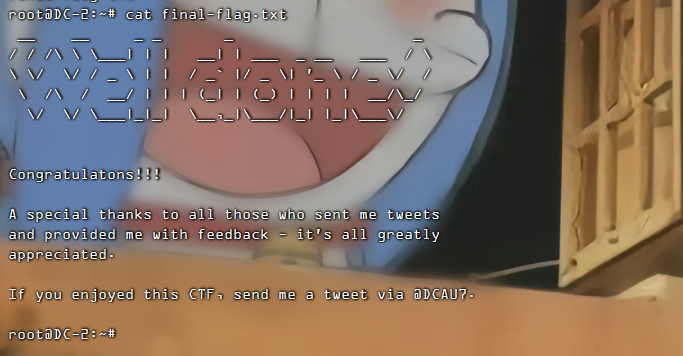 root@DC-2:~# cat final-flag.txt
Well done!
Congratulatons!!!
A special thanks to all those who sent me tweets
and provided me with feedback - it's all greatly
appreciated.
If you enjoyed this CTF, send me a tweet via @DCAU7.
root@DC-2:~#